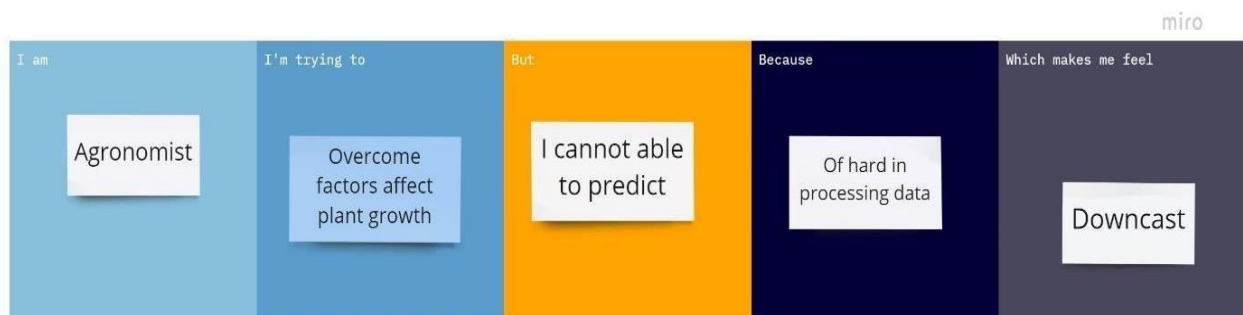 miro
I am
Agronomist
I'm trying to
Overcome
factors affect
plant growth
But
I cannot able
to predict
Because
Of hard in
processing data
Which makes me feel
Downcast